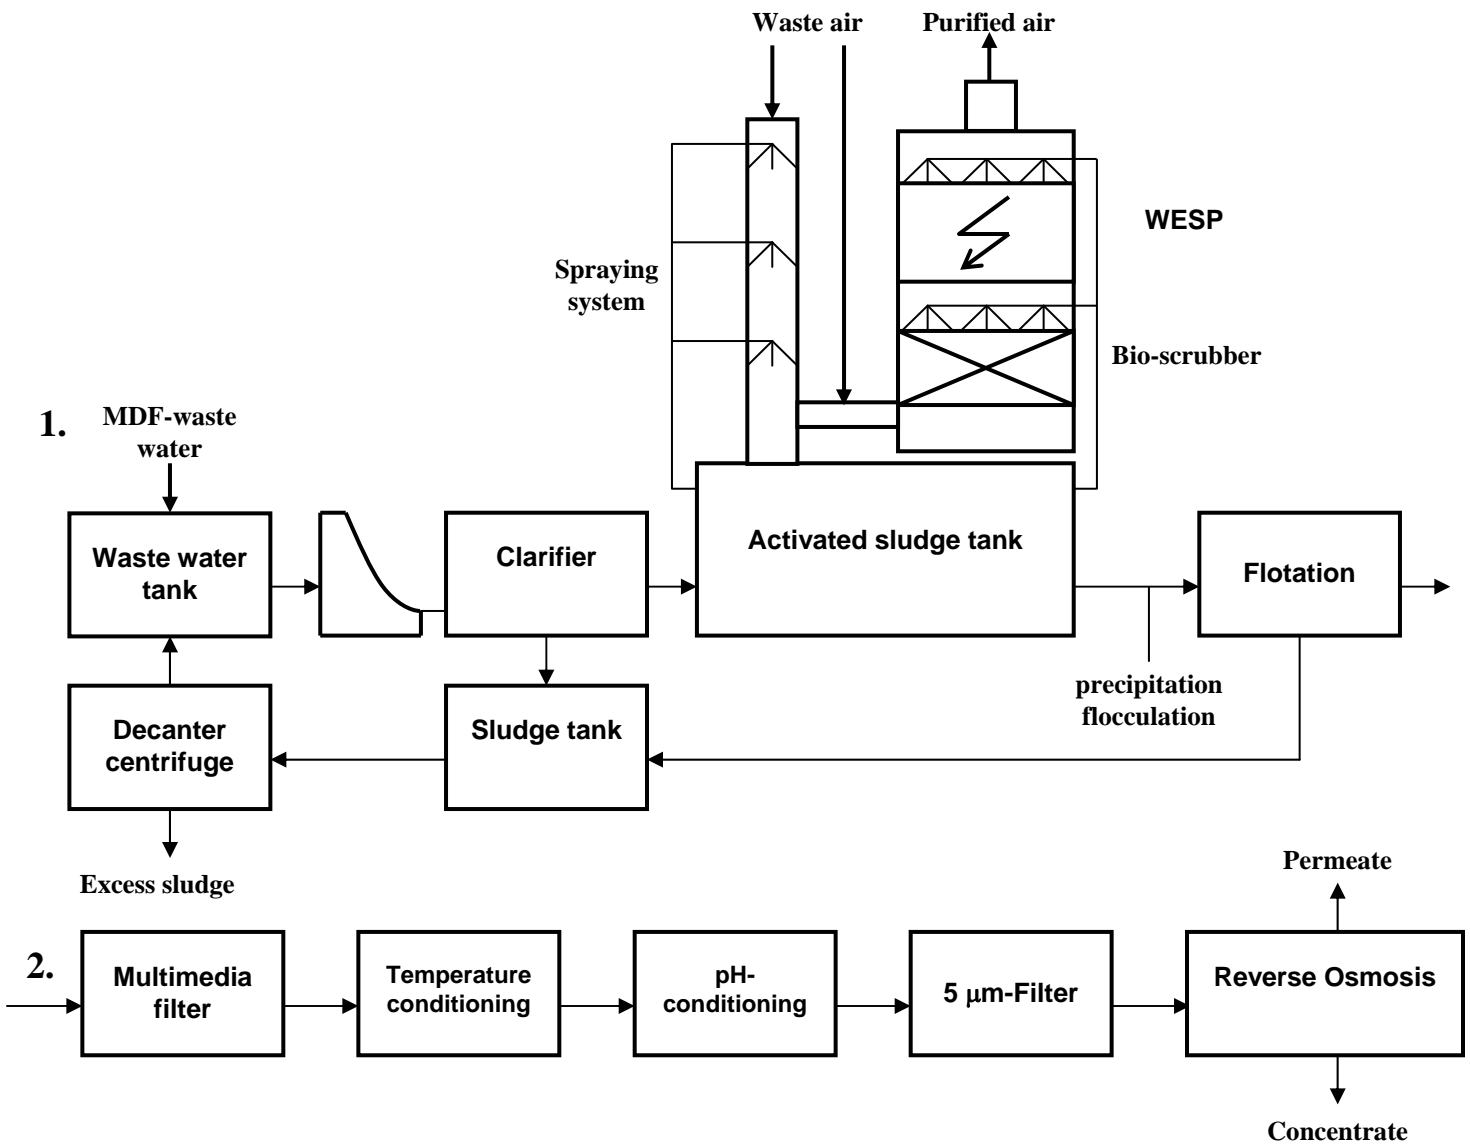 Waste air
Purified air
WESP
Spraying
system
Bio-scrubber
1.
MDF-waste
water
Waste water
tank
Clarifier
Activated sludge tank
Flotation
precipitation
flocculation
Decanter
centrifuge
Sludge tank
Excess sludge
Permeate
2.
Multimedia
filter
Temperature
conditioning
pH-
conditioning
5 μm-Filter
Reverse Osmosis
Concentrate